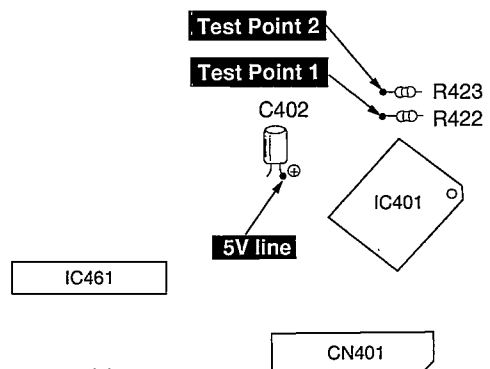 Test Point 2
Test Point 1
R423
R422
C402
IC401
5V line
IC461
CN401